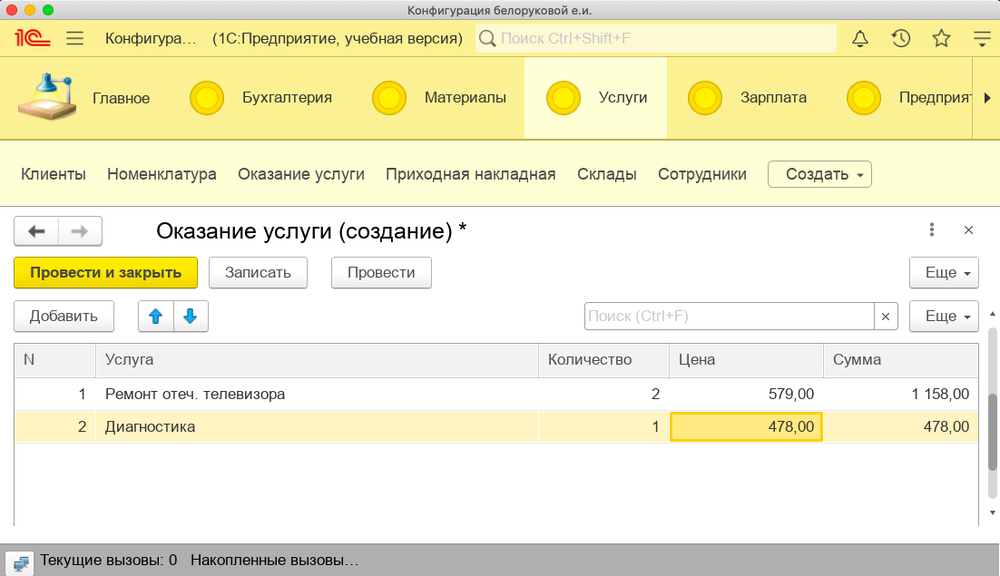 Конфигурация белоруковой е.и.
1С Конфигура... (1С:Предприятие, учебная версия) Поиск Ctrl+Shift+F
Главное Бухгалтерия Материалы Услуги Зарплата Предприят
Клиенты Номенклатура Оказание услуги Приходная накладная Склады Сотрудники Создать
Оказание услуги (создание) *
Провести и закрыть Записать Провести Еще
Добавить Поиск (Ctrl+F) × Еще
N Услуга Количество Цена Сумма
1 Ремонт отеч. телевизора 2 579,00 1 158,00
2 Диагностика 1 478,00 478,00
Текущие вызовы: 0 Накопленные вызовы...